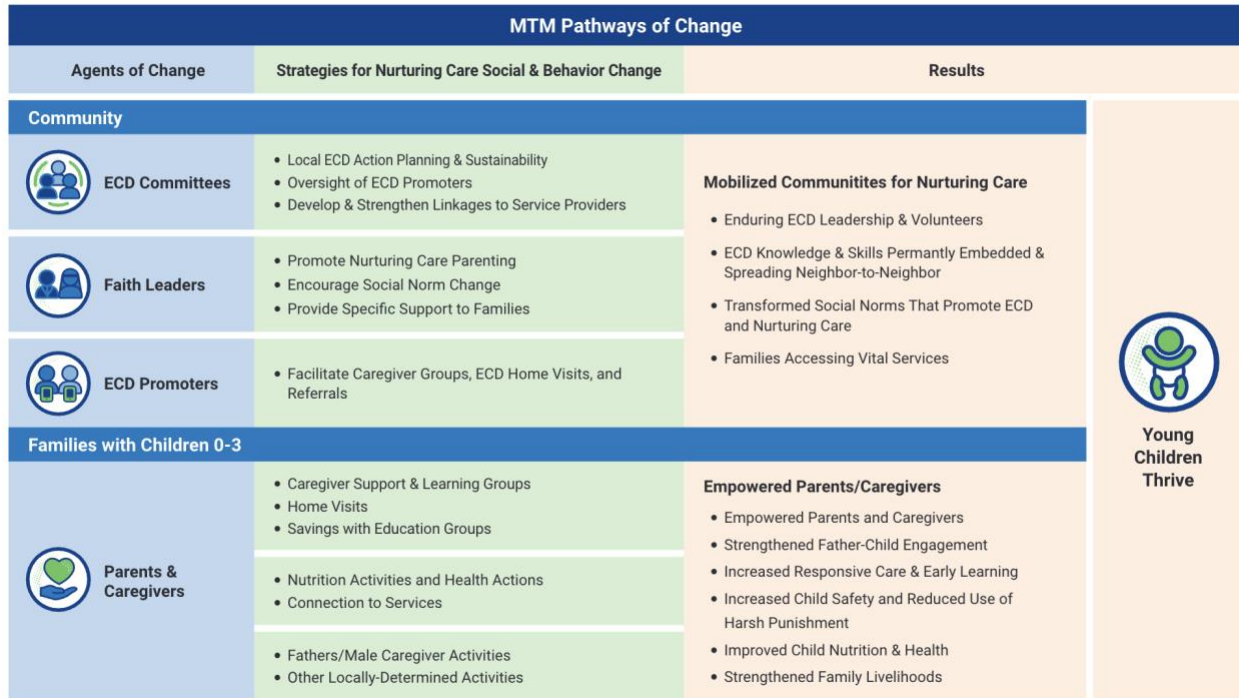 MTM Pathways of Change
Agents of Change
Strategies for Nurturing Care Social & Behavior Change
Results
Community
ECD Committees
• Local ECD Action Planning & Sustainability
• Oversight of ECD Promoters
• Develop & Strengthen Linkages to Service Providers
Faith Leaders
• Promote Nurturing Care Parenting
• Encourage Social Norm Change
• Provide Specific Support to Families
ECD Promoters
• Facilitate Caregiver Groups, ECD Home Visits, and
Referrals
Mobilized Communitites for Nurturing Care
• Enduring ECD Leadership & Volunteers
• ECD Knowledge & Skills Permantly Embedded &
Spreading Neighbor-to-Neighbor
• Transformed Social Norms That Promote ECD
and Nurturing Care
• Families Accessing Vital Services
Families with Children 0-3
Parents &
Caregivers
• Caregiver Support & Learning Groups
• Home Visits
• Savings with Education Groups
• Nutrition Activities and Health Actions
• Connection to Services
• Fathers/Male Caregiver Activities
• Other Locally-Determined Activities
Empowered Parents/Caregivers
• Empowered Parents and Caregivers
• Strengthened Father-Child Engagement
• Increased Responsive Care & Early Learning
• Increased Child Safety and Reduced Use of
Harsh Punishment
• Improved Child Nutrition & Health
• Strengthened Family Livelihoods
Young
Children
Thrive